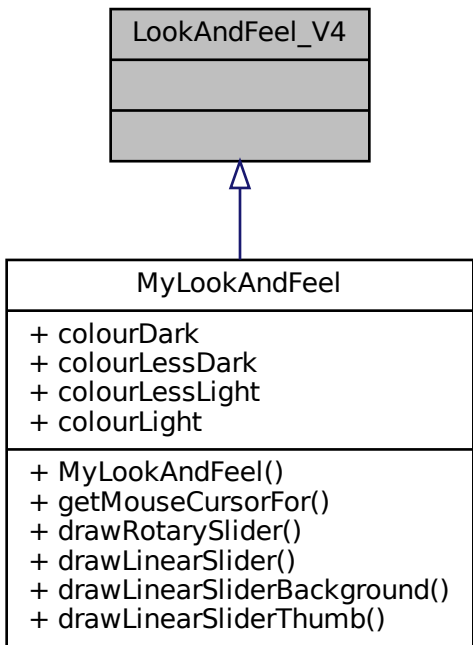 LookAndFeel_V4
MyLookAndFeel
+ colourDark
+ colourLessDark
+ colourLessLight
+ colourLight
+ MyLookAndFeel()
+ getMouseCursorFor()
+ drawRotarySlider()
+ drawLinearSlider()
+ drawLinearSliderBackground()
+ drawLinearSliderThumb()